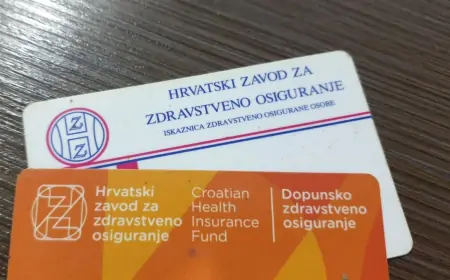 HRVATSKI ZAVOD ZA
ZDRAVSTVENO OSIGURANJE
ISKAZNICA ZDRAVSTVENO OSIGURANE OSOBE
Hrvatski
zavod za
zdravstveno
osiguranje
Croatian
Health
Insurance
Fund
Dopunsko
zdravstveno
osiguranje